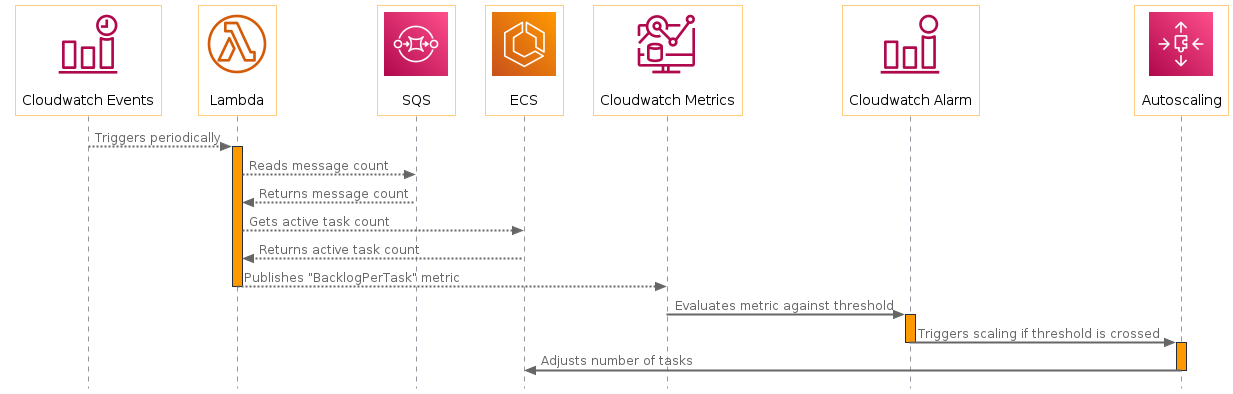 Cloudwatch Events
Lambda
SQS
ECS
Cloudwatch Metrics
Cloudwatch Alarm
Autoscaling
Triggers periodically
Reads message count
Returns message count
Gets active task count
Returns active task count
Publishes "BacklogPerTask" metric
Evaluates metric against threshold
Triggers scaling if threshold is crossed
Adjusts number of tasks